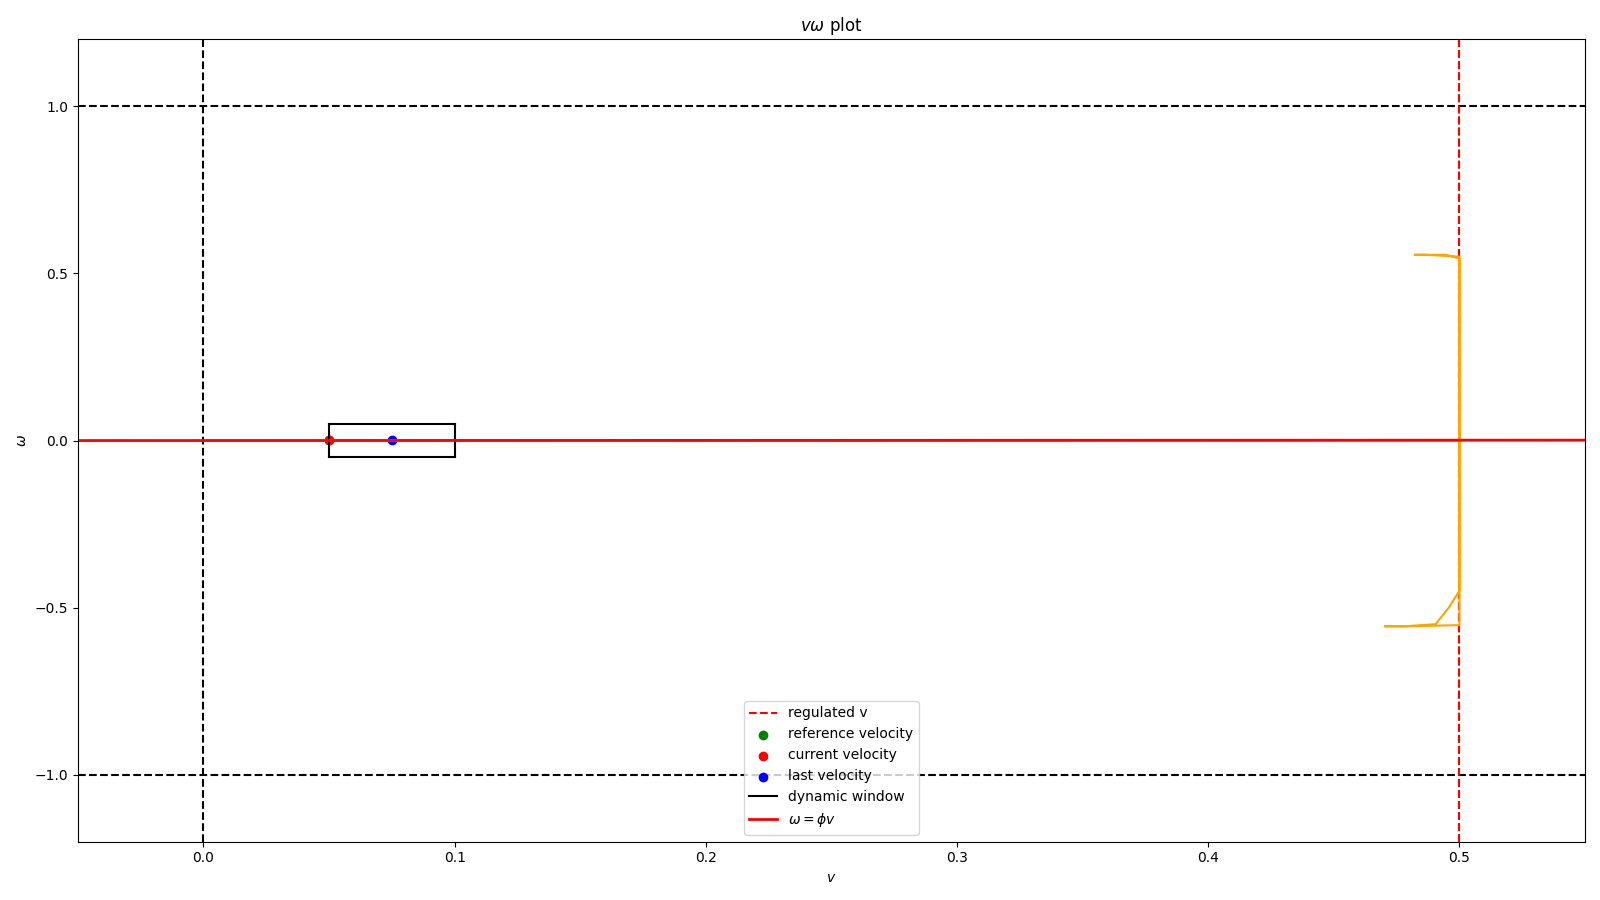 vω plot
1.0
0.5
0.0
−0.5
−1.0
ω
regulated v
reference velocity
current velocity
last velocity
dynamic window
ω = ϕv
0.0 0.1 0.2 0.3 0.4 0.5
v